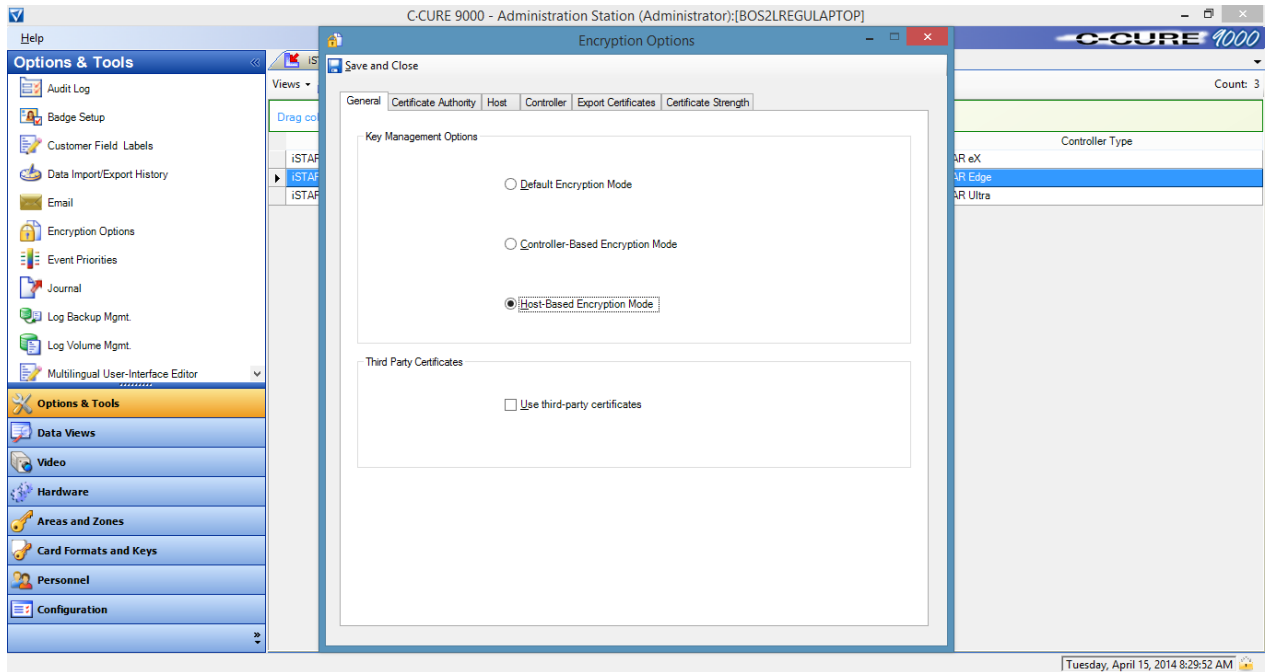 C·CURE 9000 - Administration Station (Administrator):[BOS2LREGULAPTOP]
Help
C·CURE 9000
Options & Tools
Audit Log
Badge Setup
Customer Field Labels
Data Import/Export History
Email
Encryption Options
Event Priorities
Journal
Log Backup Mgmt.
Log Volume Mgmt.
Multilingual User-Interface Editor
Options & Tools
Data Views
Video
Hardware
Areas and Zones
Card Formats and Keys
Personnel
Configuration
iS
Views
Count: 3
Drag col
Controller Type
iSTAR
AR eX
iSTAR
AR Edge
iSTAR
AR Ultra
Encryption Options
Save and Close
General
Certificate Authority
Host
Controller
Export Certificates
Certificate Strength
Key Management Options
Default Encryption Mode
Controller-Based Encryption Mode
Host-Based Encryption Mode
Third Party Certificates
Use third-party certificates
Tuesday, April 15, 2014 8:29:52 AM